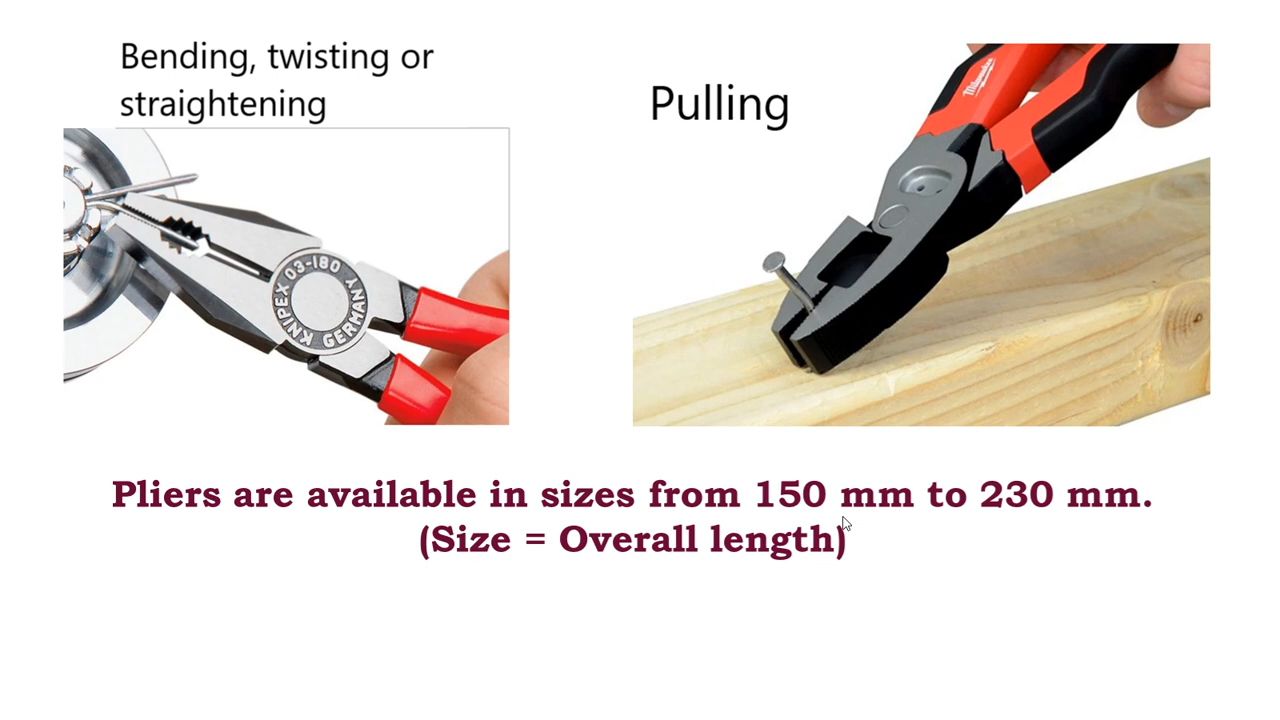 Bending, twisting or
straightening
Pulling
KNIPEX 03-180 GERMANY
Milwaukee
Pliers are available in sizes from 150 mm to 230 mm.
(Size = Overall length)